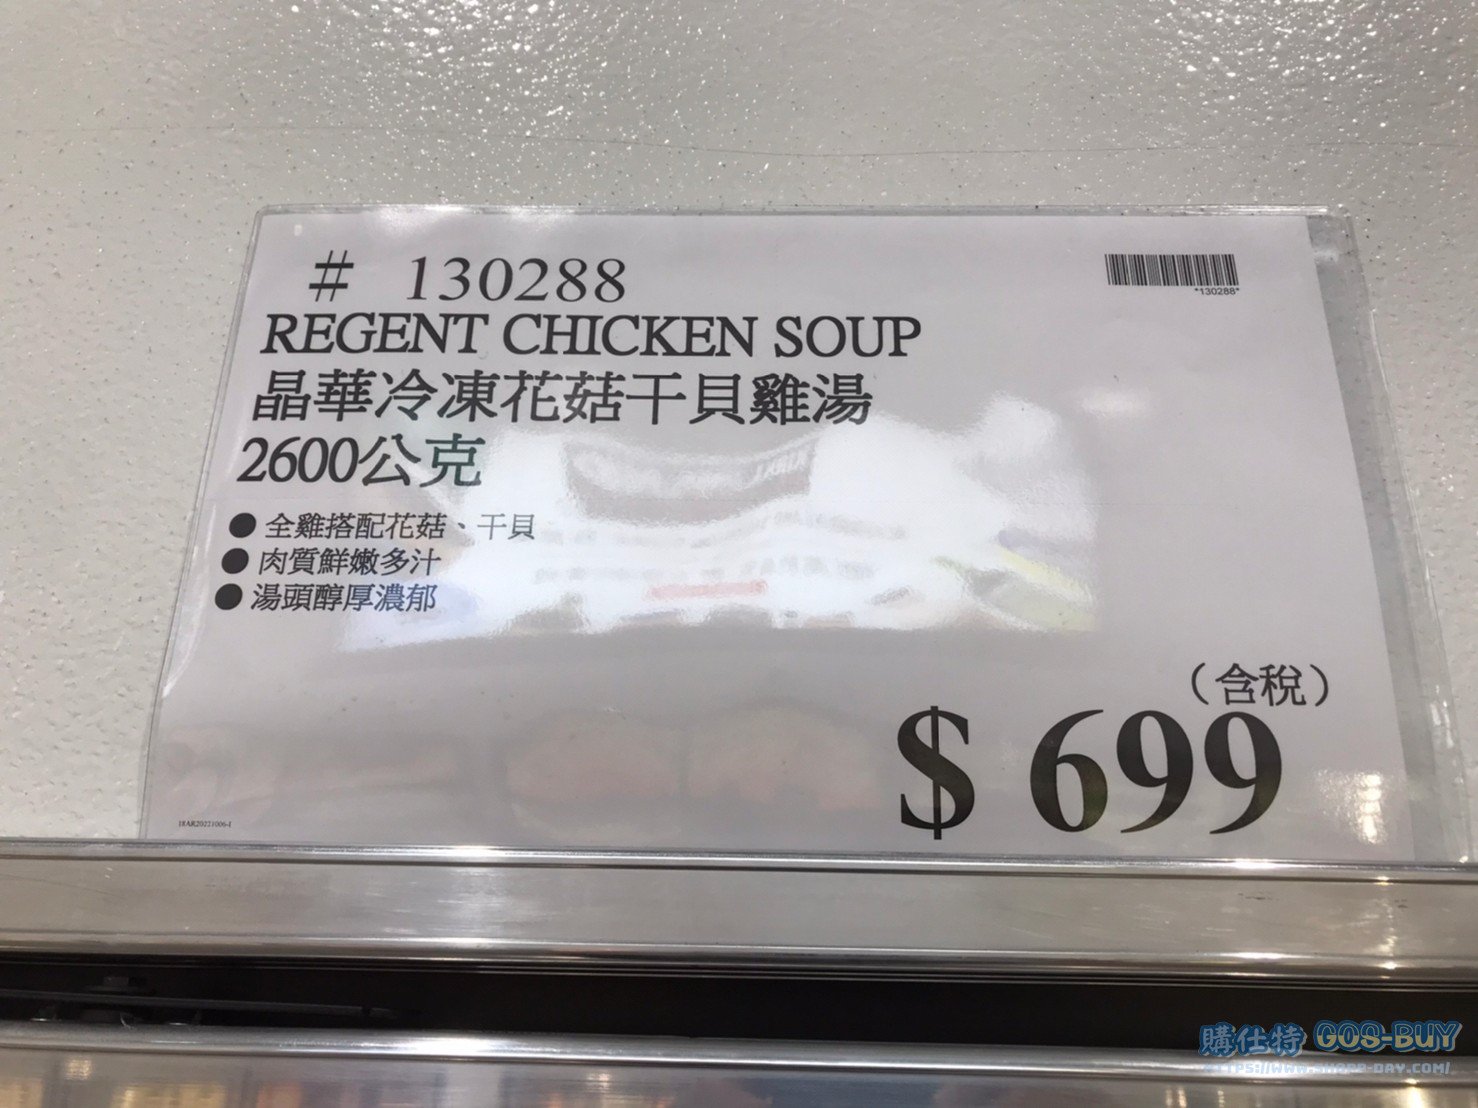 # 130288
*130288*
REGENT CHICKEN SOUP
晶華冷凍花菇干貝雞湯
2600公克
● 全雞搭配花菇、干貝
● 肉質鮮嫩多汁
● 湯頭醇厚濃郁
(含稅)
$ 699
購仕特 GOS-BUY